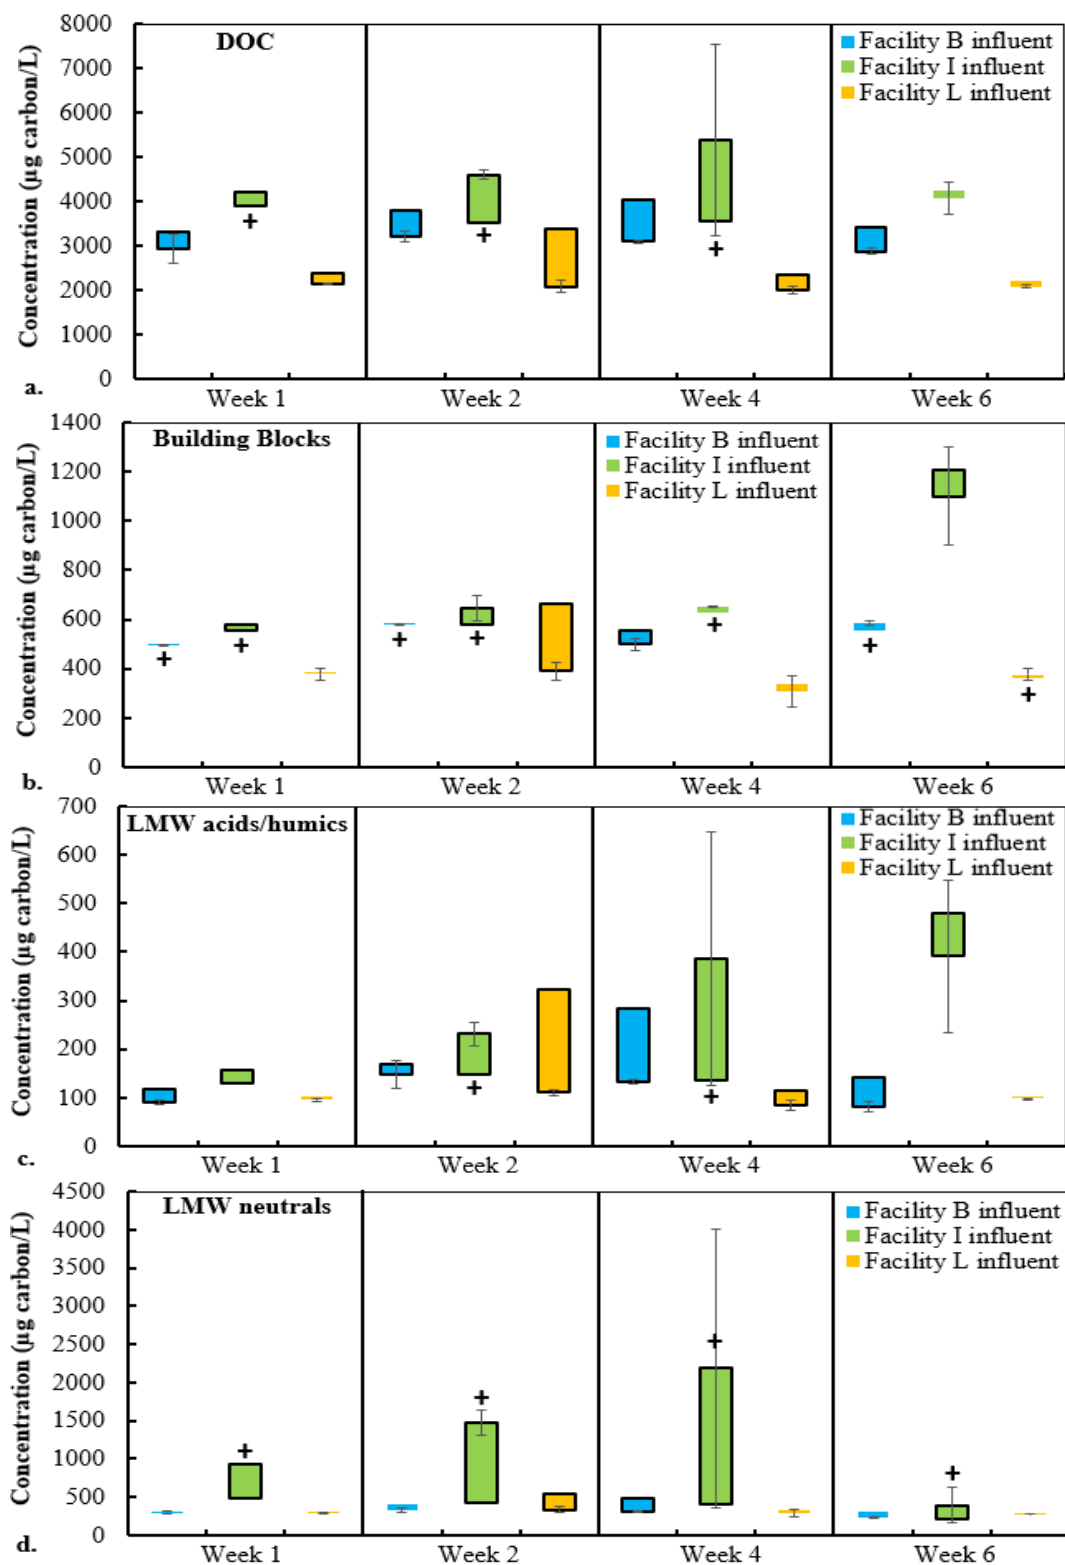 8000
DOC
Facility B influent
7000
Facility I influent
6000
Facility L influent
5000
4000
3000
2000
1000
0
Concentration (µg carbon/L)
a.
Week 1 Week 2 Week 4 Week 6
1400
Building Blocks
Facility B influent
1200
Facility I influent
1000
Facility L influent
800
600
400
200
0
Concentration (µg carbon/L)
b.
Week 1 Week 2 Week 4 Week 6
700
LMW acids/humics
Facility B influent
600
Facility I influent
500
Facility L influent
400
300
200
100
0
Concentration (µg carbon/L)
c.
Week 1 Week 2 Week 4 Week 6
4500
LMW neutrals
Facility B influent
4000
Facility I influent
3500
Facility L influent
3000
2500
2000
1500
1000
500
0
Concentration (µg carbon/L)
d.
Week 1 Week 2 Week 4 Week 6